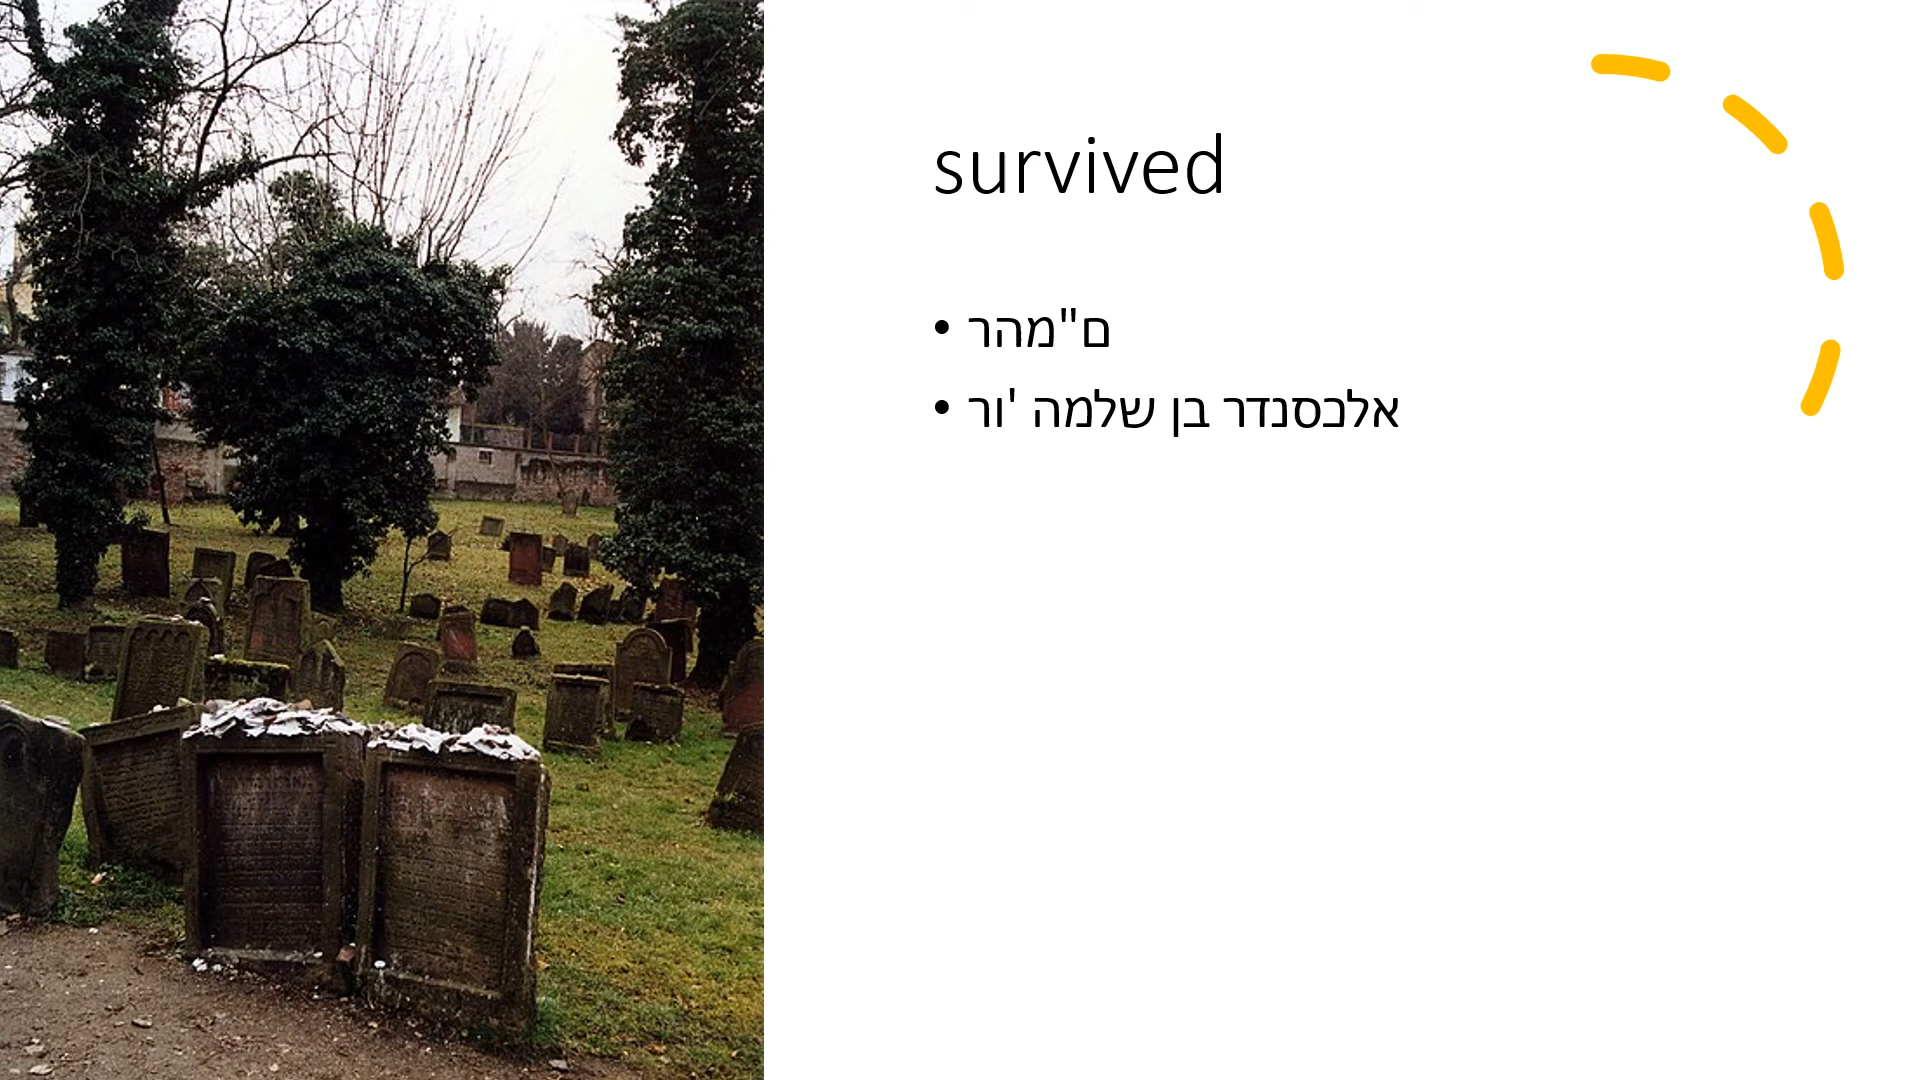 survived
• ם"מהר
• אלכסנדר בן שלמה 'ור